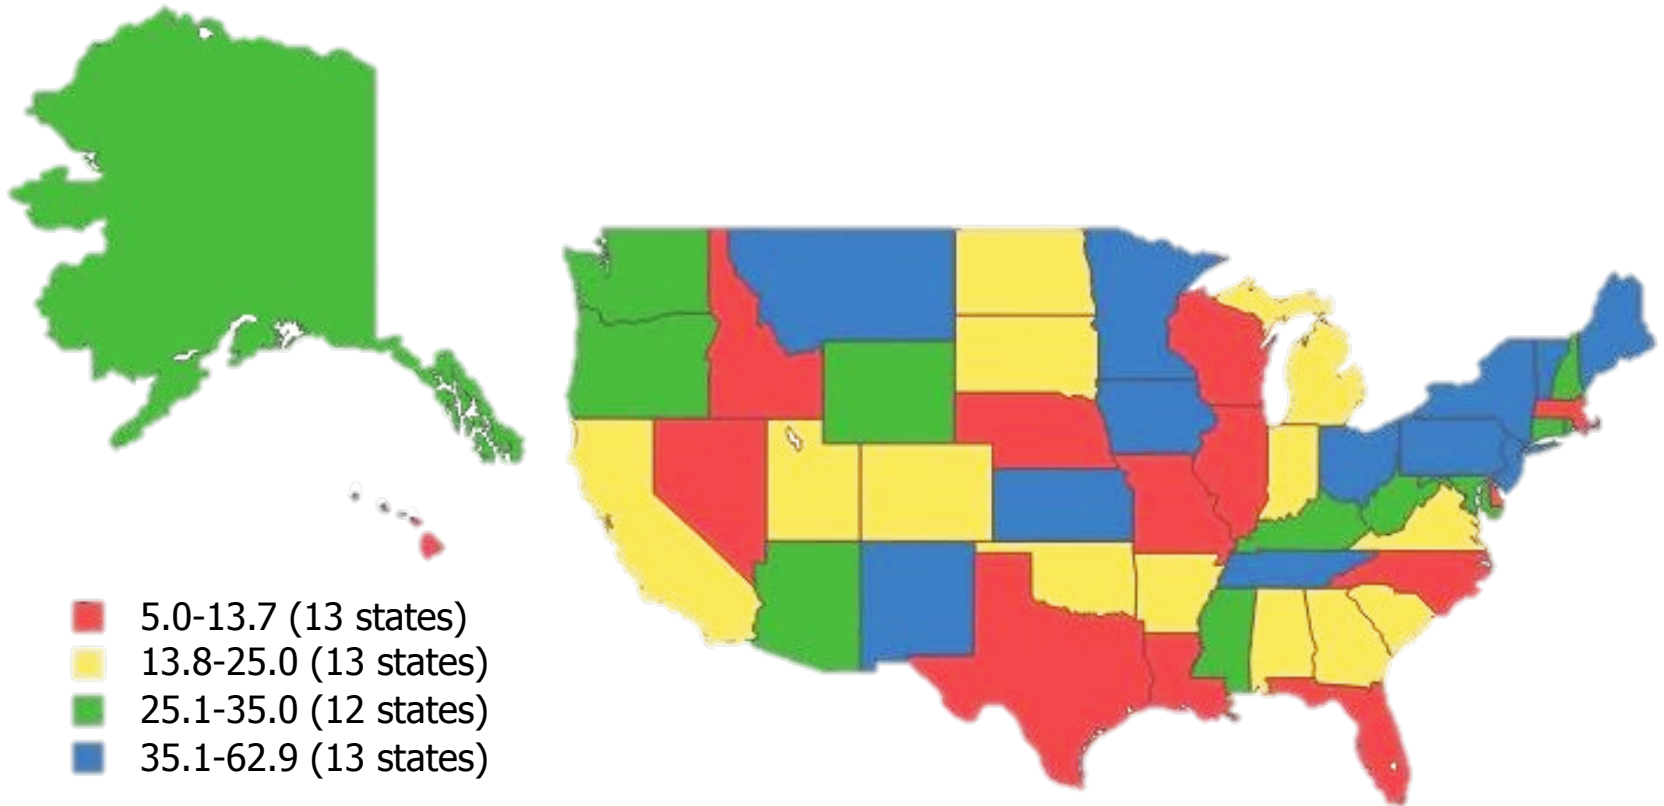 5.0-13.7 (13 states)
13.8-25.0 (13 states)
25.1-35.0 (12 states)
35.1-62.9 (13 states)